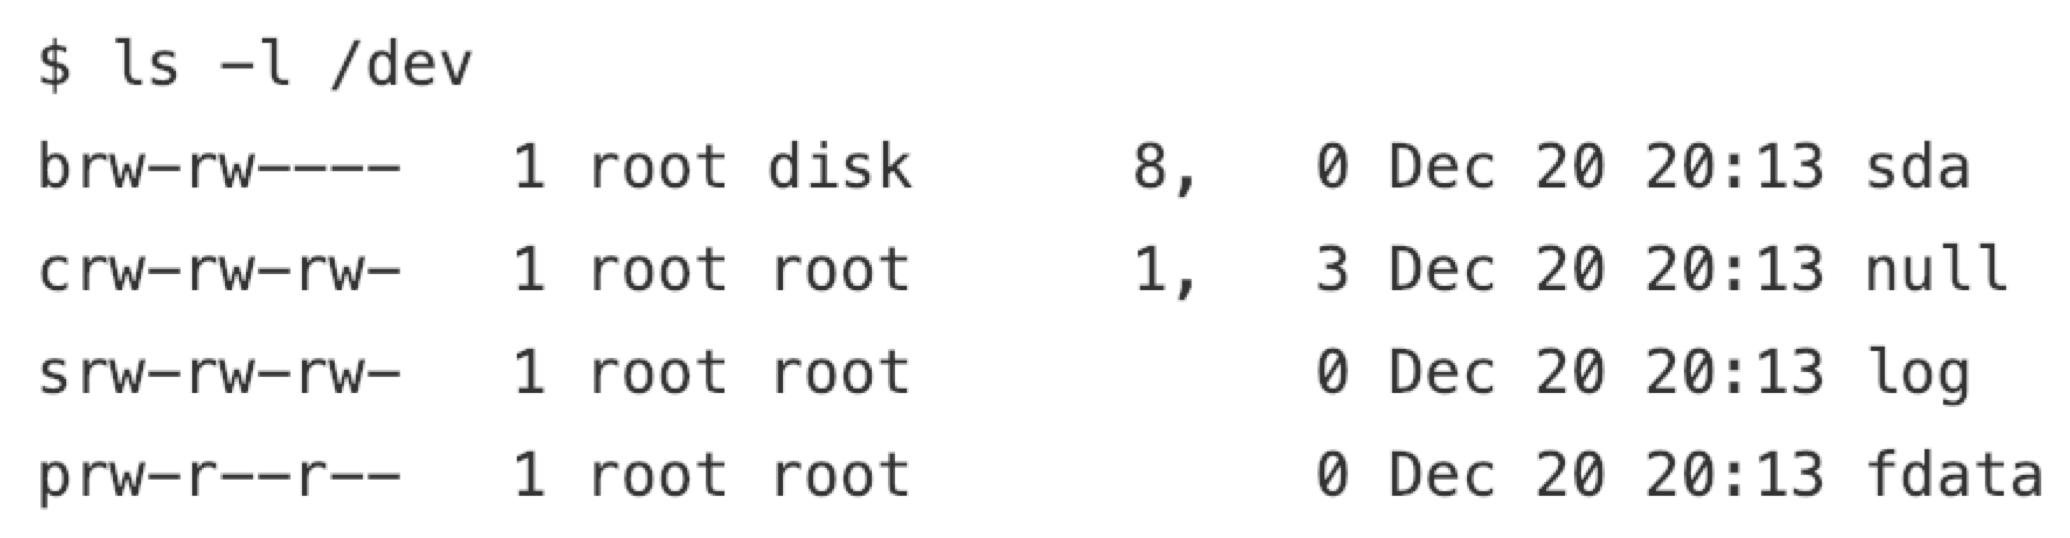 $ ls -l /dev
brw-rw----   1 root disk            8,   0 Dec 20 20:13 sda
crw-rw-rw-   1 root root            1,   3 Dec 20 20:13 null
srw-rw-rw-   1 root root                 0 Dec 20 20:13 log
prw-r--r--   1 root root                 0 Dec 20 20:13 fdata